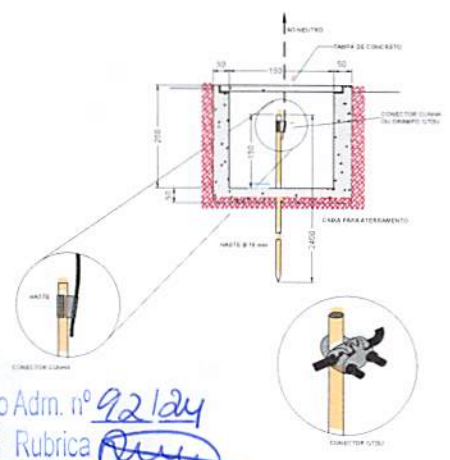 AO NEUTRO
TAMPA DE CONCRETO
50
150
50
CONECTOR CUNHA
OU GRAMPO GTDU
250
150
50
2400
CAIXA PARA ATERRAMENTO
HASTE Ø 16 mm
HASTE
CONECTOR CUNHA
CONECTOR GTDU
o Adm. nº 92/24
Rubrica